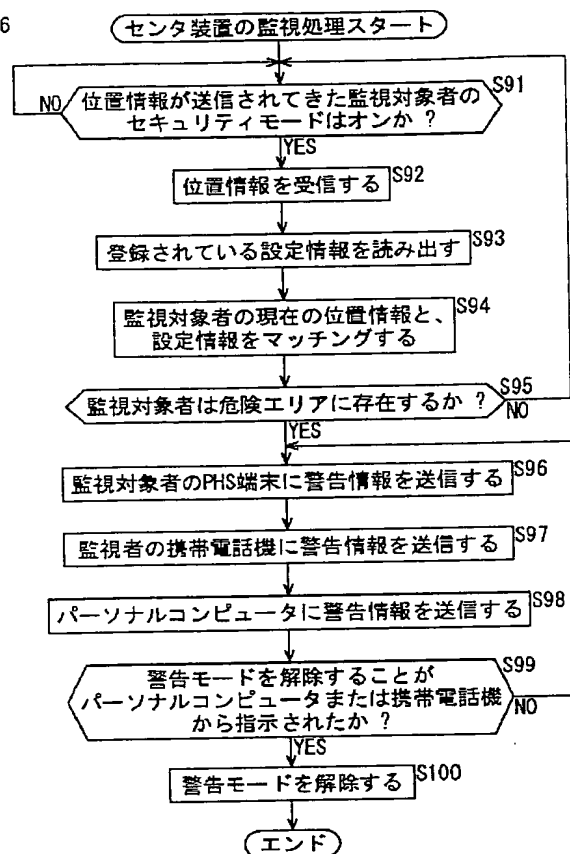 6
センタ装置の監視処理スタート
S91
NO
位置情報が送信されてきた監視対象者の
セキュリティモードはオンか ?
YES
位置情報を受信する
S92
登録されている設定情報を読み出す
S93
監視対象者の現在の位置情報と、
設定情報をマッチングする
S94
監視対象者は危険エリアに存在するか ?
S95
NO
YES
監視対象者のPHS端末に警告情報を送信する
S96
監視者の携帯電話機に警告情報を送信する
S97
パーソナルコンピュータに警告情報を送信する
S98
警告モードを解除することが
パーソナルコンピュータまたは携帯電話機
から指示されたか ?
S99
NO
YES
警告モードを解除する
S100
エンド